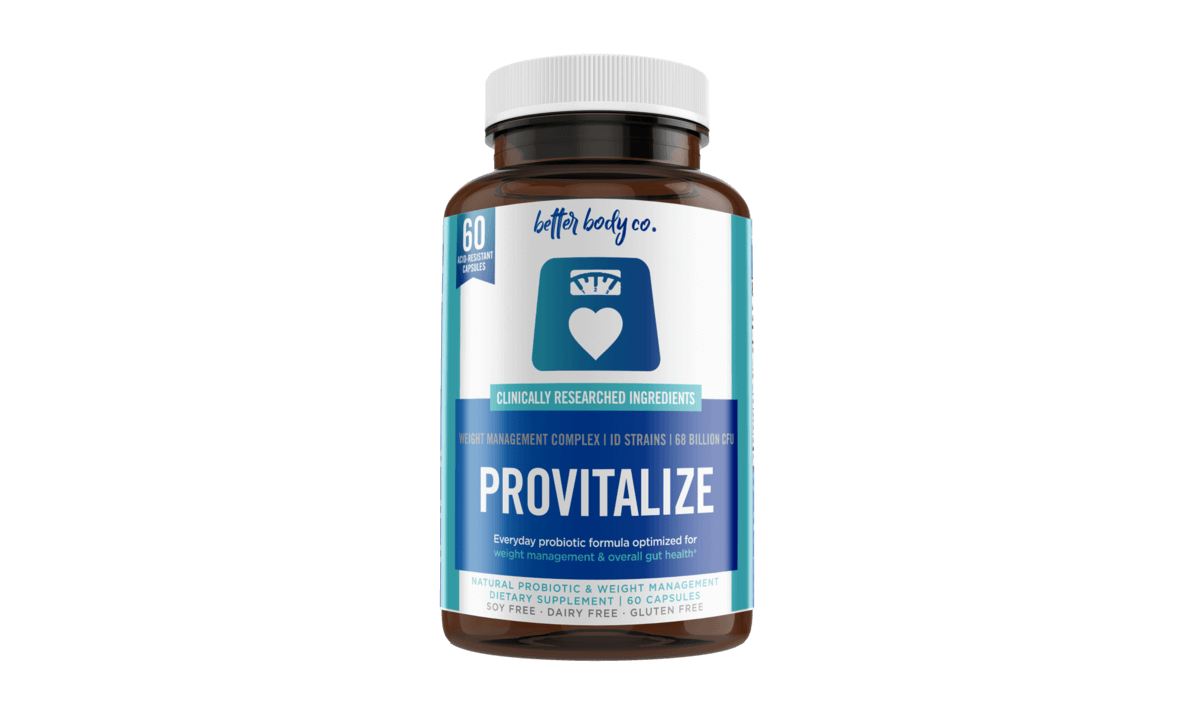 better body co.
60
ACID-RESISTANT
CAPSULES
CLINICALLY RESEARCHED INGREDIENTS
WEIGHT MANAGEMENT COMPLEX | ID STRAINS | 68 BILLION CFU
PROVITALIZE
Everyday probiotic formula optimized for
weight management & overall gut health*
NATURAL PROBIOTIC & WEIGHT MANAGEMENT
DIETARY SUPPLEMENT | 60 CAPSULES
SOY FREE · DAIRY FREE · GLUTEN FREE